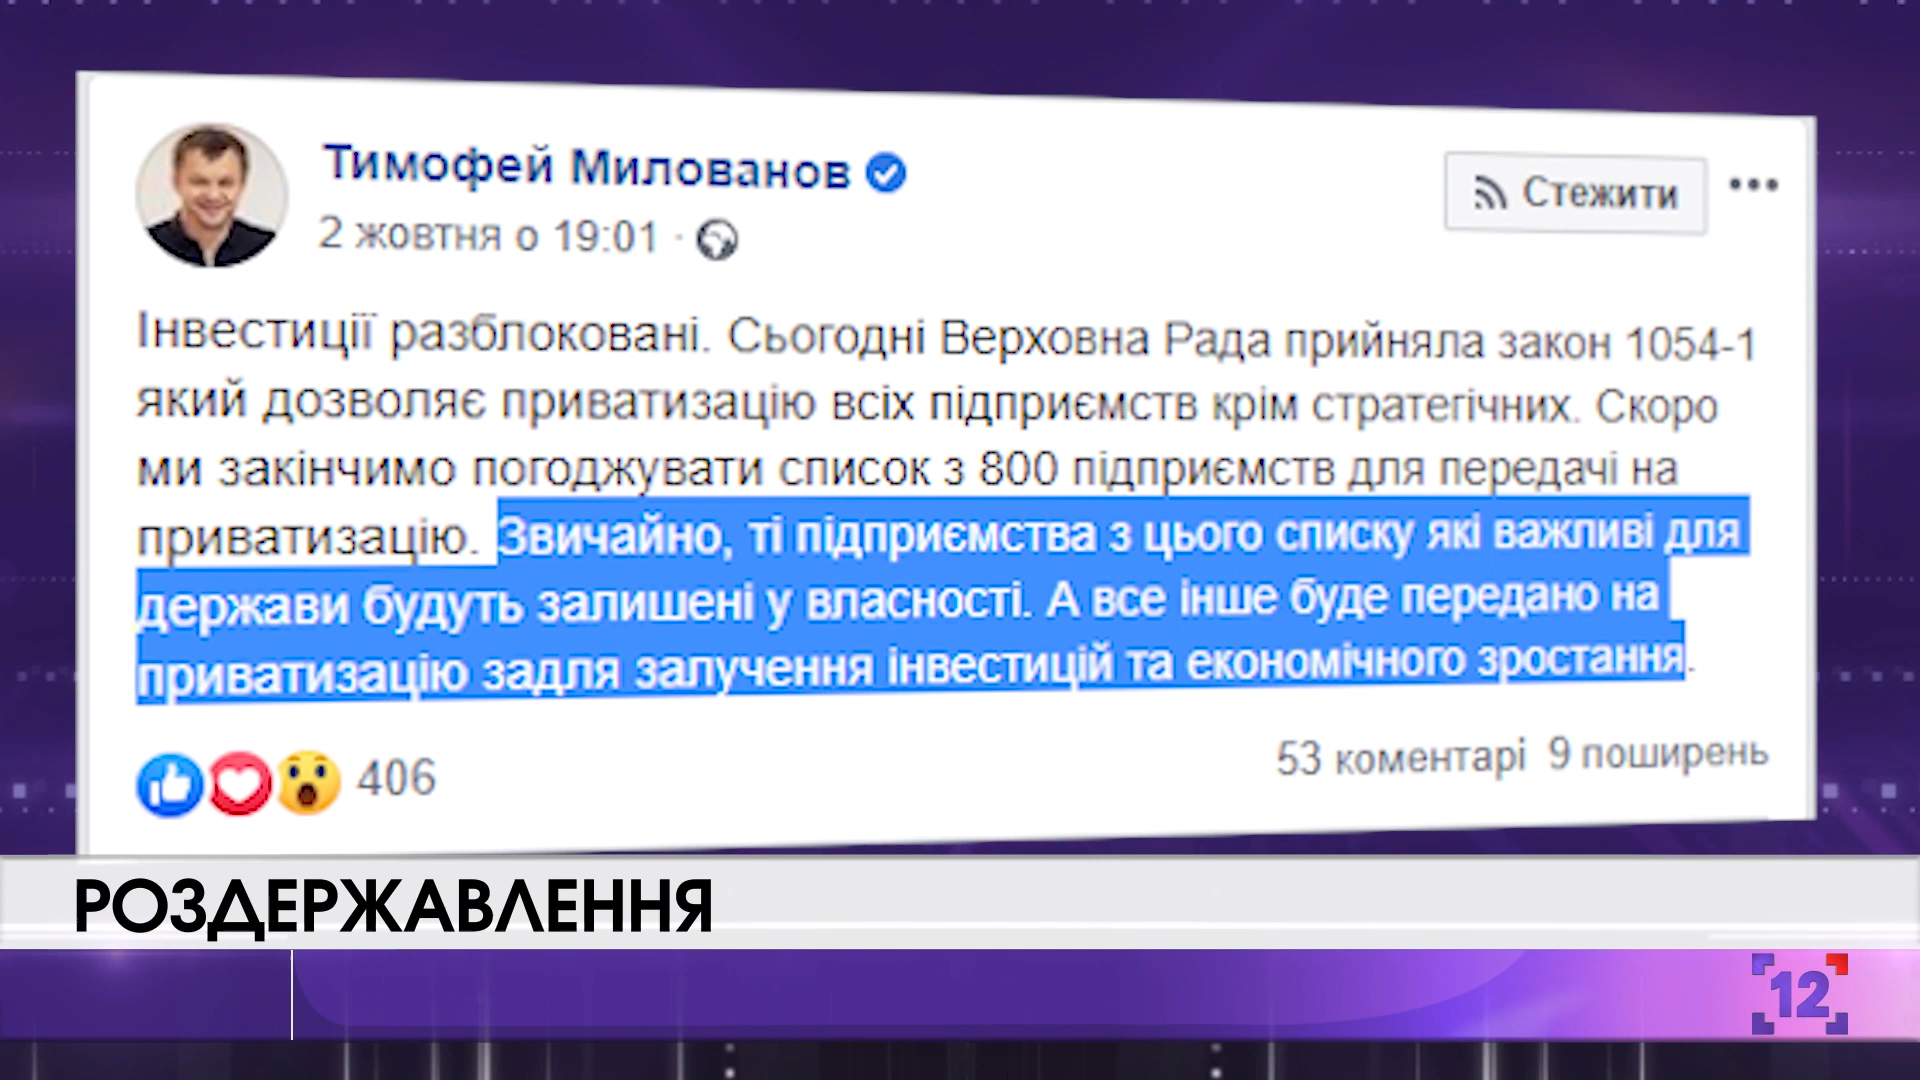 Тимофей Милованов
2 жовтня о 19:01 ·
Стежити
Інвестиції разблоковані. Сьогодні Верховна Рада прийняла закон 1054-1
який дозволяє приватизацію всіх підприємств крім стратегічних. Скоро
ми закінчимо погоджувати список з 800 підприємств для передачі на
приватизацію. Звичайно, ті підприємства з цього списку які важливі для
держави будуть залишені у власності. А все інше буде передано на
приватизацію задля залучення інвестицій та економічного зростання.
406
53 коментарі 9 поширень
РОЗДЕРЖАВЛЕННЯ
12